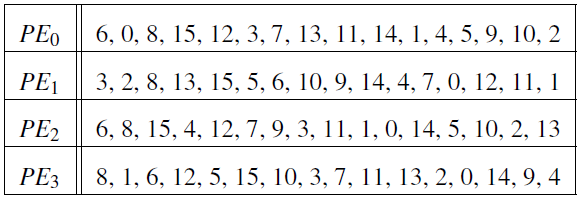 PE0 6, 0, 8, 15, 12, 3, 7, 13, 11, 14, 1, 4, 5, 9, 10, 2
PE1 3, 2, 8, 13, 15, 5, 6, 10, 9, 14, 4, 7, 0, 12, 11, 1
PE2 6, 8, 15, 4, 12, 7, 9, 3, 11, 1, 0, 14, 5, 10, 2, 13
PE3 8, 1, 6, 12, 5, 15, 10, 3, 7, 11, 13, 2, 0, 14, 9, 4